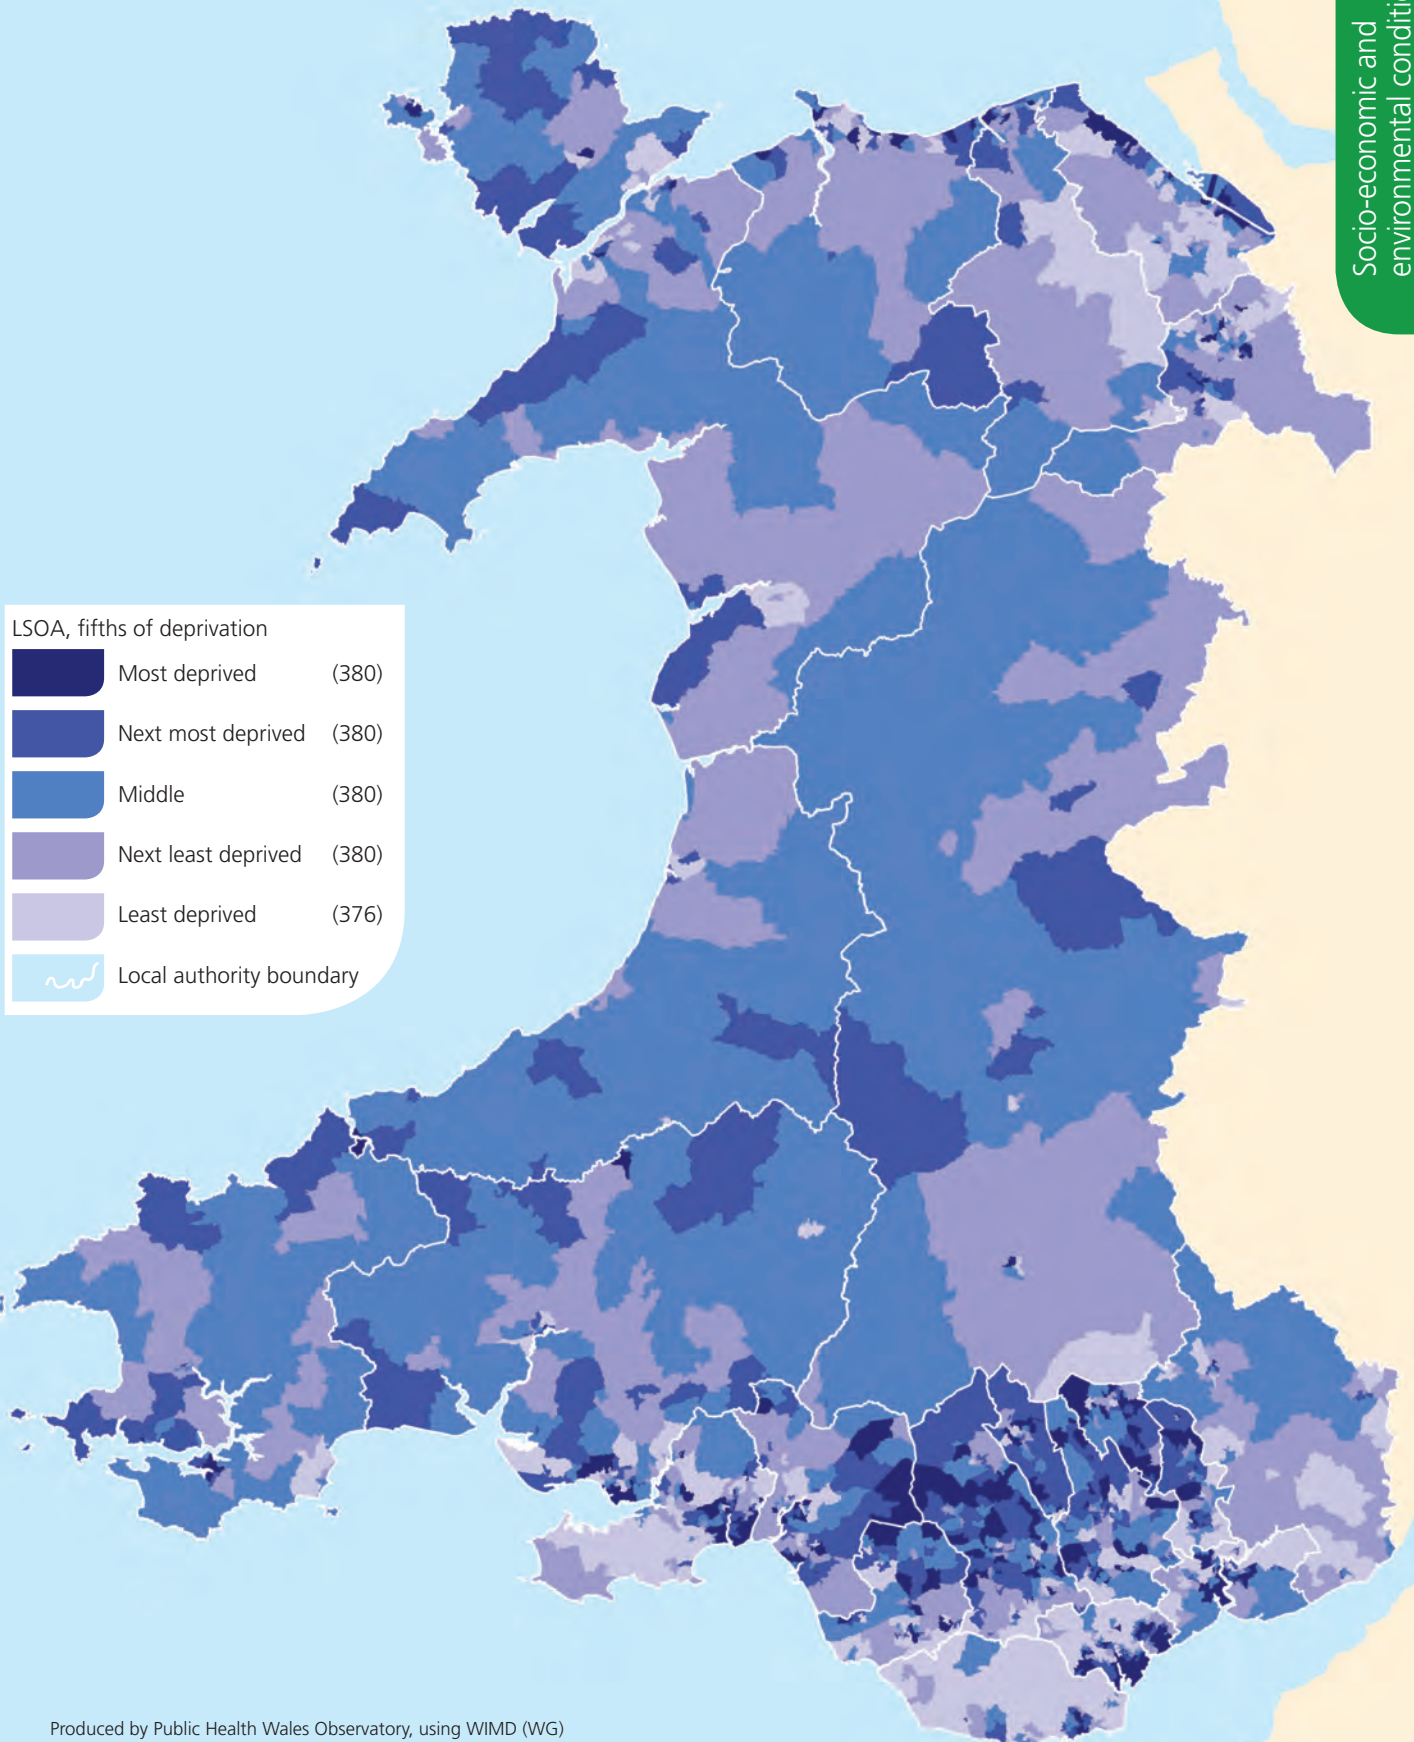 Socio-economic and
environmental
LSOA, fifths of deprivation
Most deprived (380)
Next most deprived (380)
Middle (380)
Next least deprived (380)
Least deprived (376)
Local authority boundary
Produced by Public Health Wales Observatory, using WIMD (WG)